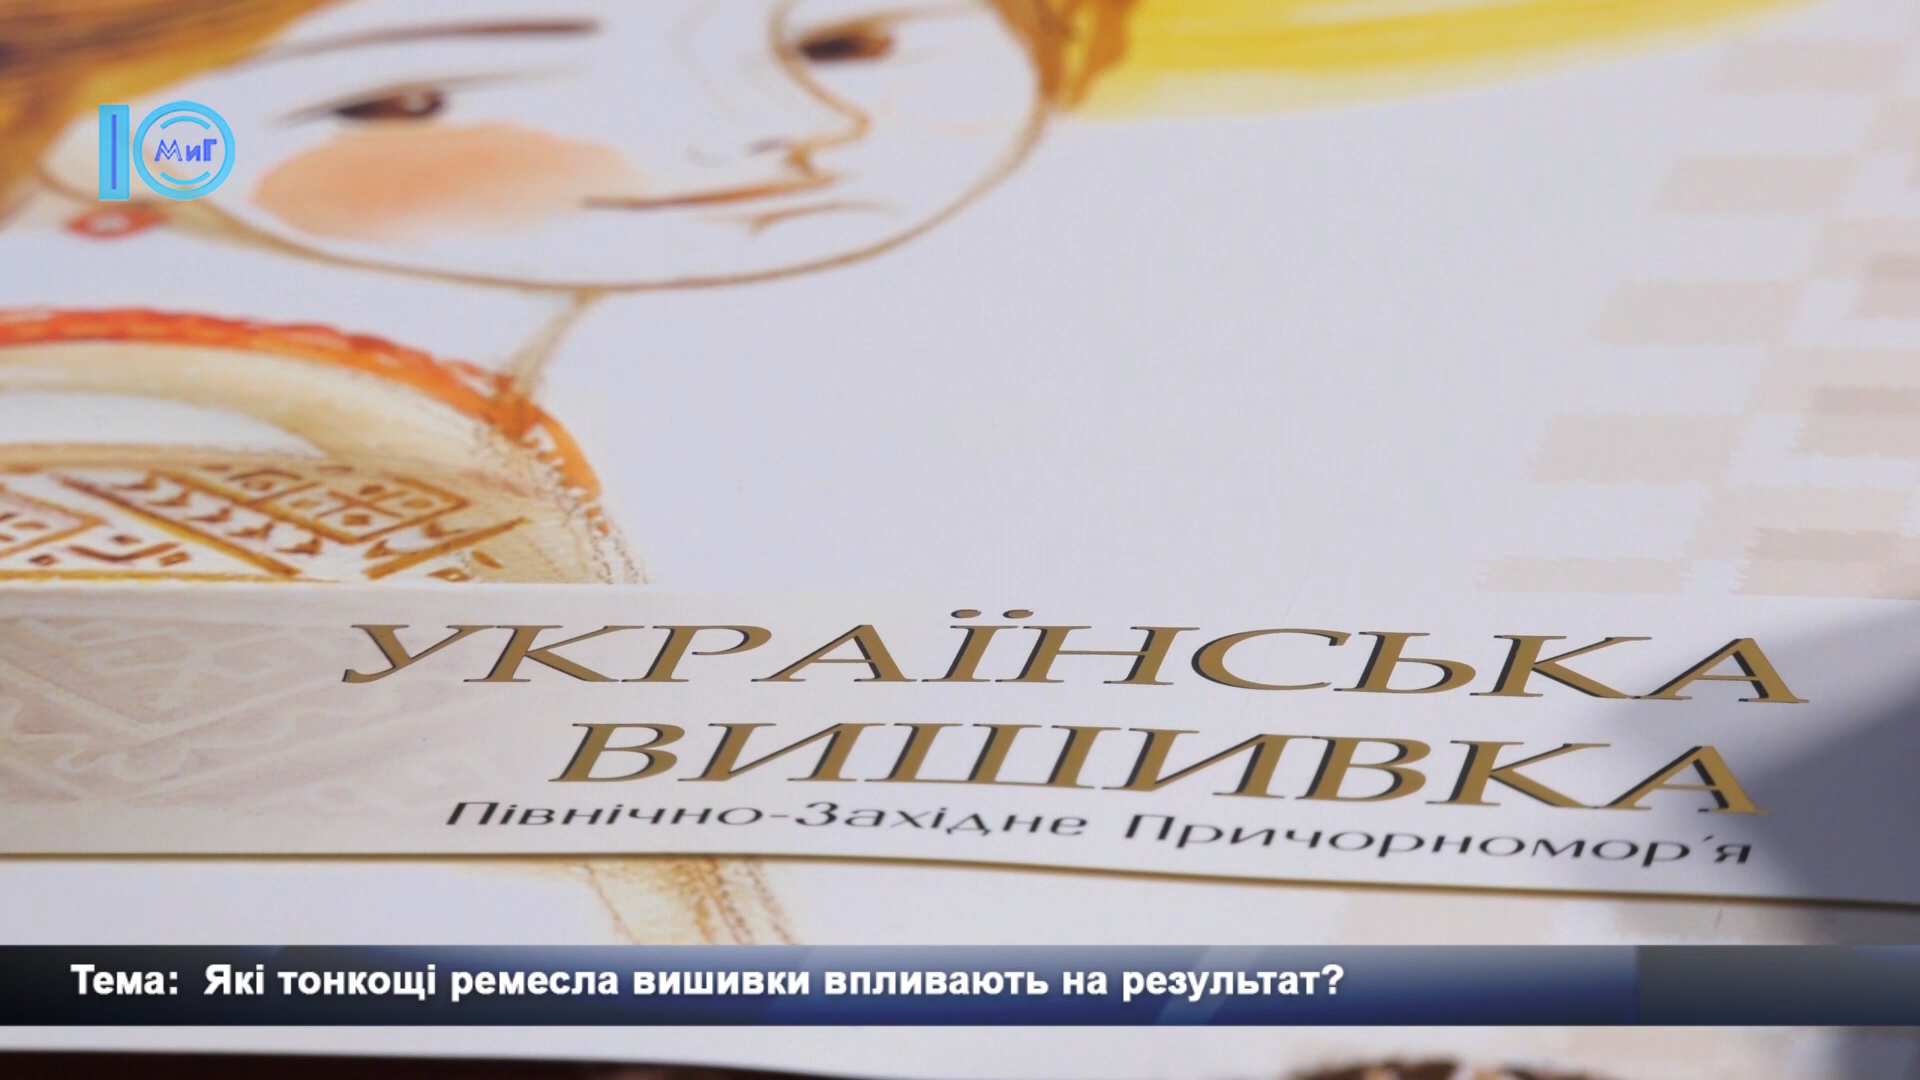 МиГ
УКРАЇНСЬКА
ВИШИВКА
Північно-Західне Причорномор'я
Тема: Які тонкощі ремесла вишивки впливають на результат?